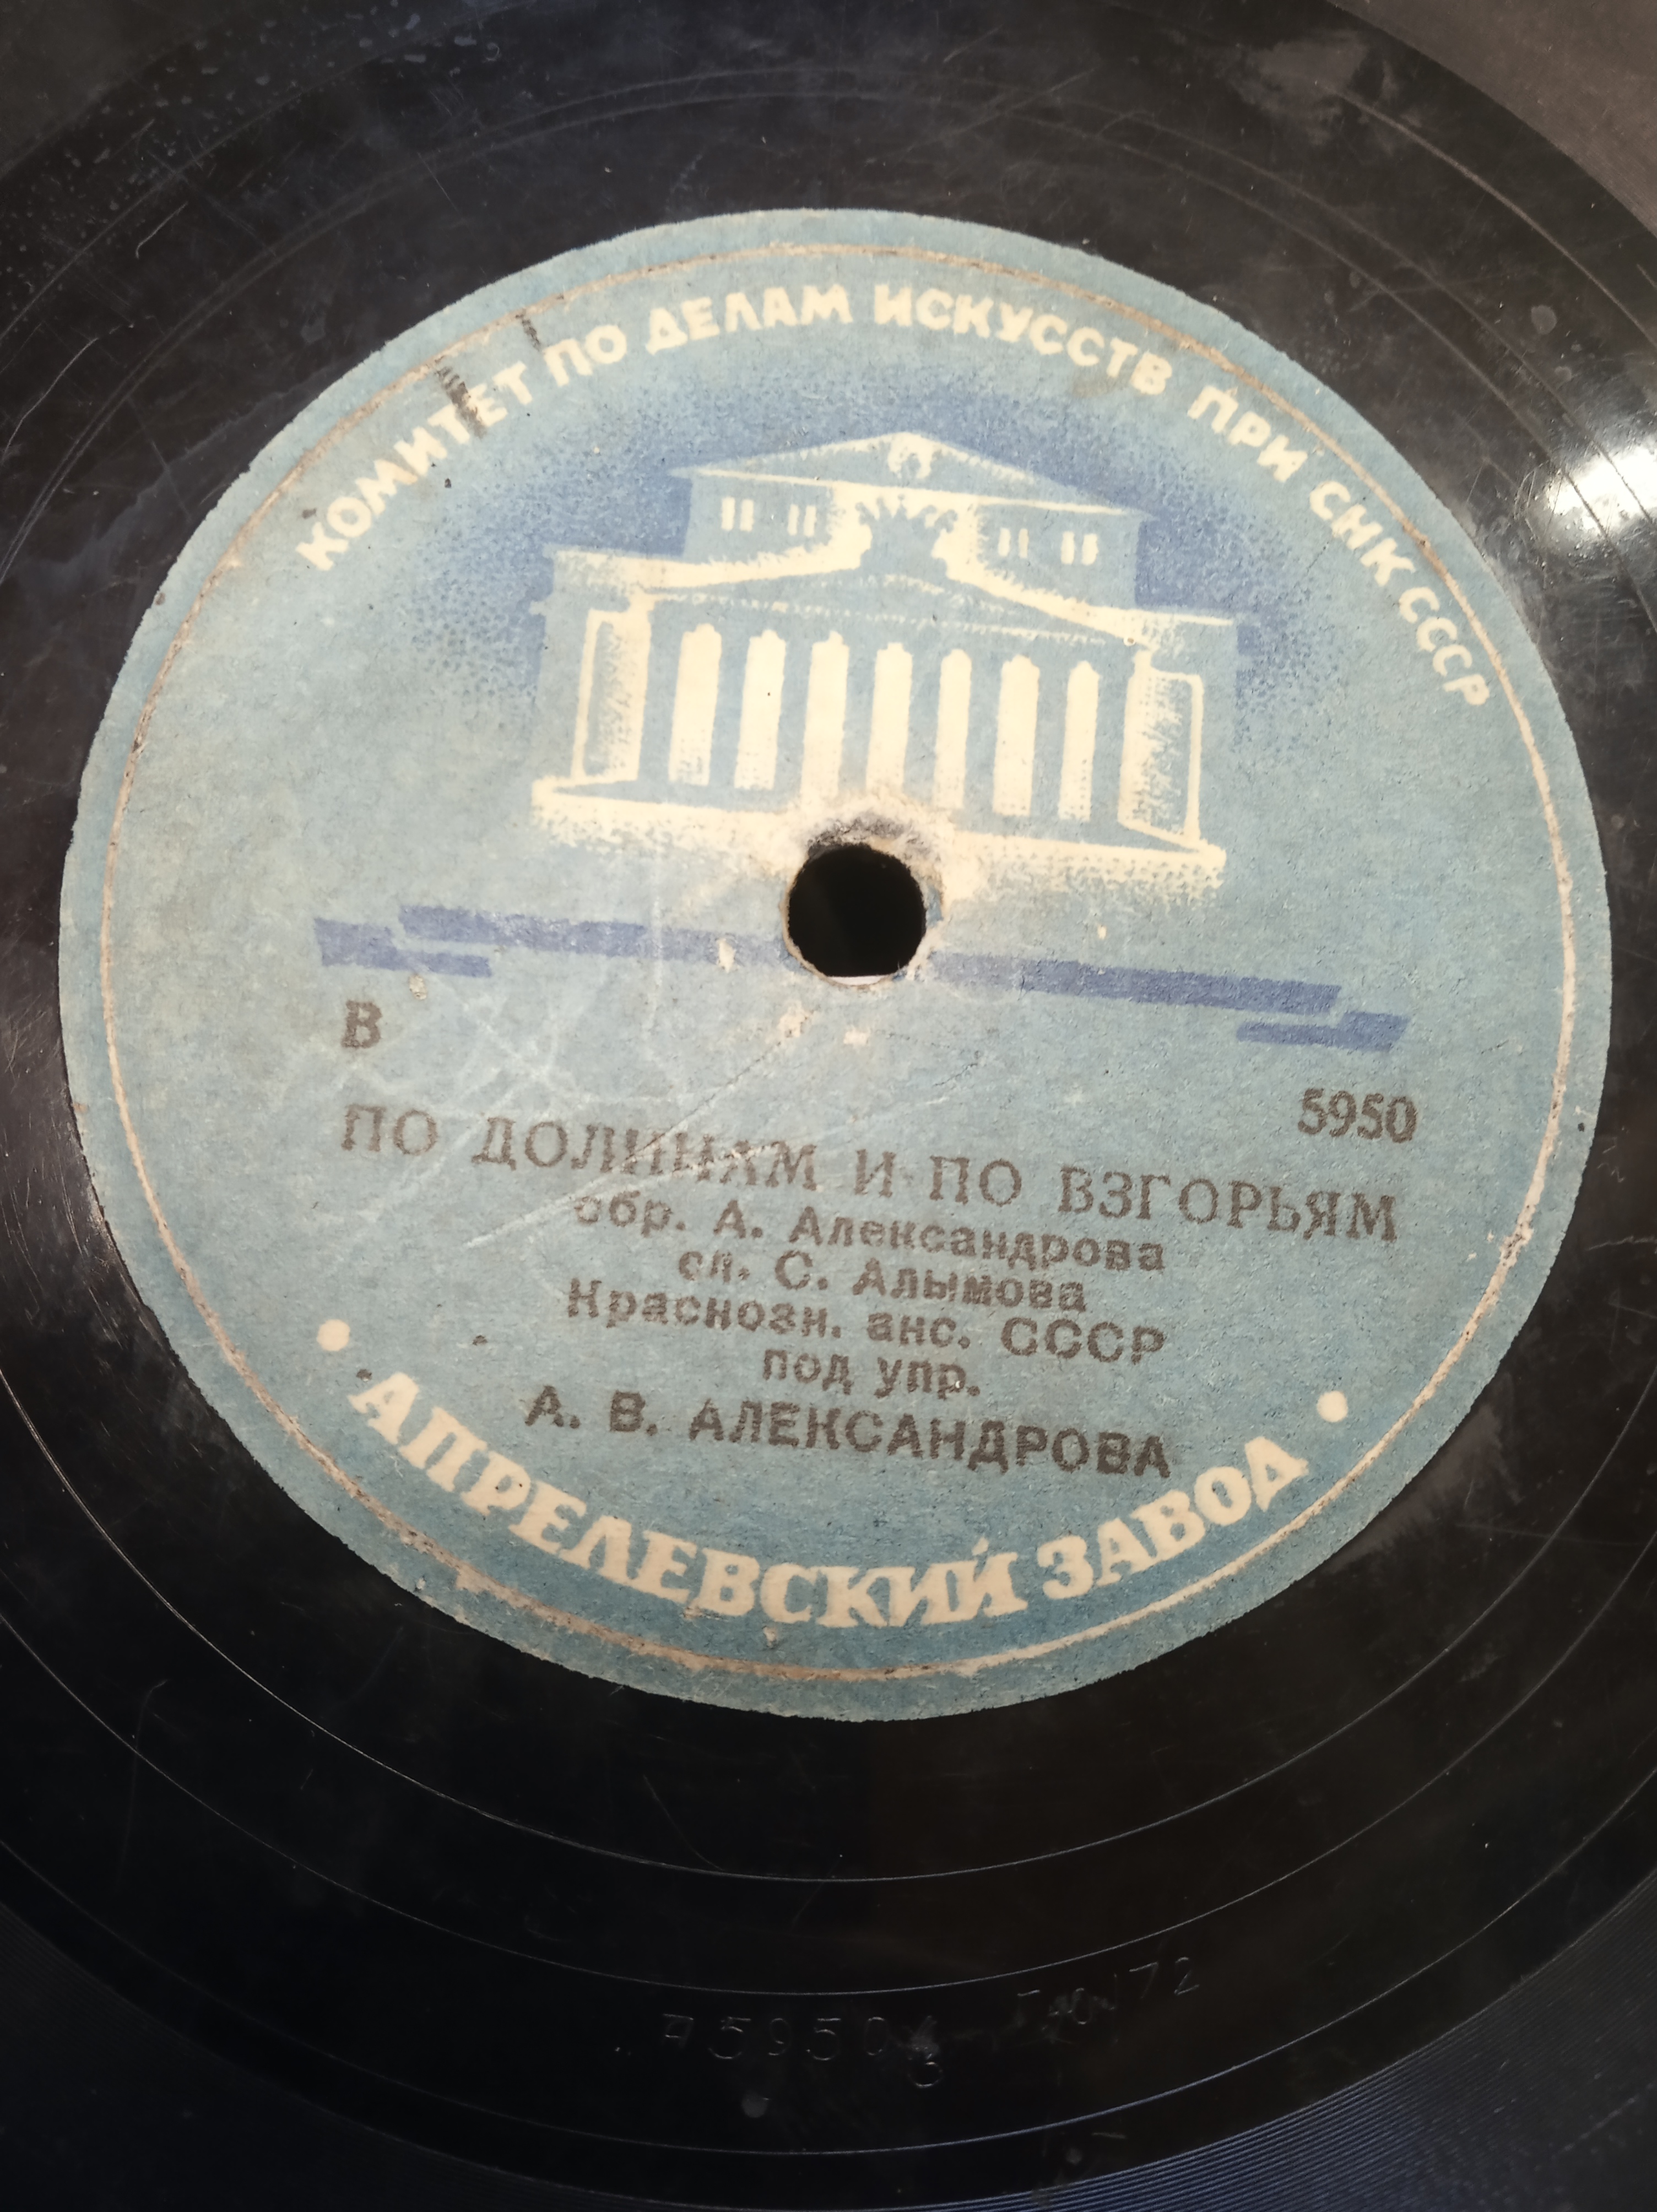 КОМИТЕТ ПО ДЕЛАМ ИСКУССТВ ПРИ СНК СССР
В
5950
ПО ДОЛИНАМ И ПО ВЗГОРЬЯМ
обр. А. Александрова
сл. С. Алымова
Краснозн. анс. СССР
под упр.
А. В. АЛЕКСАНДРОВА
• АПРЕЛЕВСКИЙ ЗАВОД •